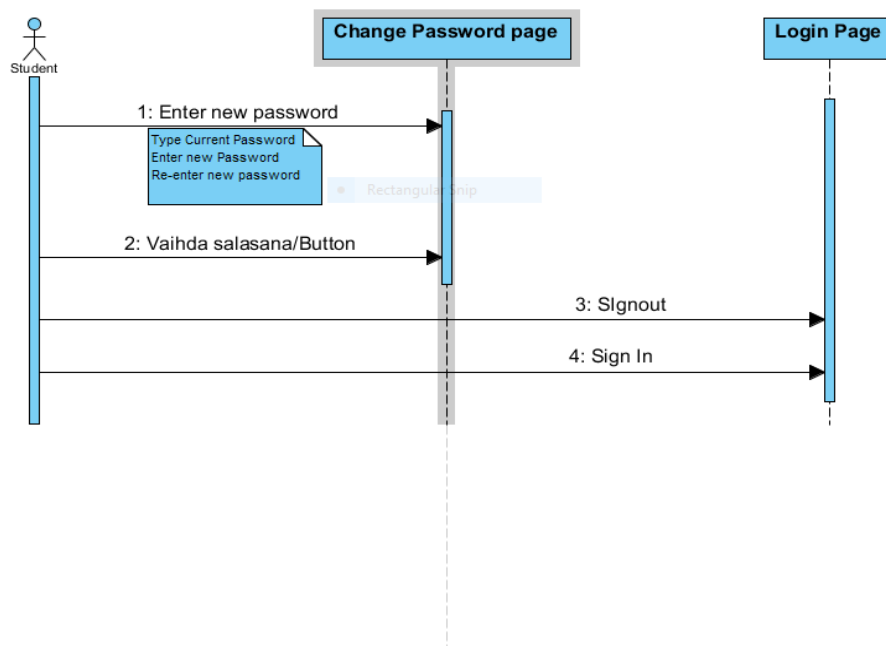 Change Password page
Login Page
Student
1: Enter new password
Type Current Password
Enter new Password
Re-enter new password
Rectangular Snip
2: Vaihda salasana/Button
3: SIgnout
4: Sign In